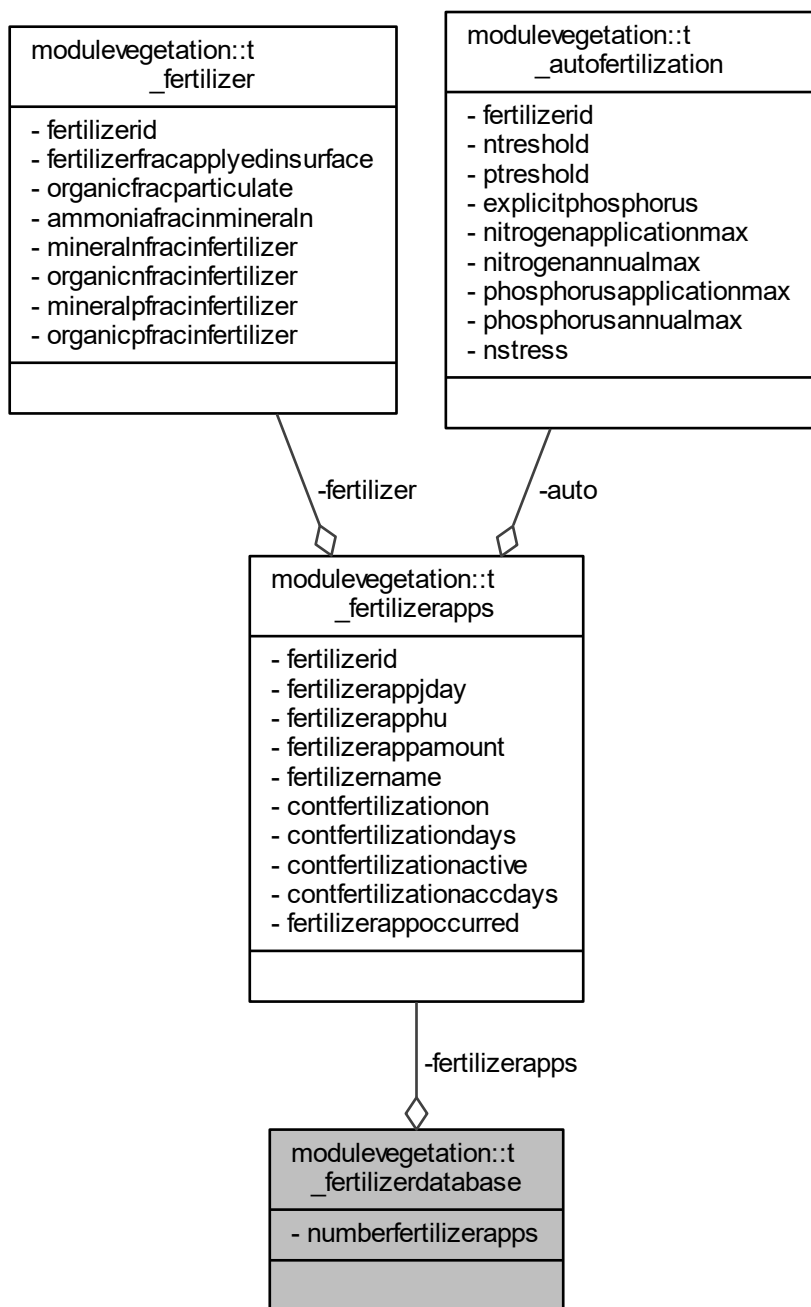 modulevegetation::t
_fertilizer
- fertilizerid
- fertilizerfracapplyedinsurface
- organicfracparticulate
- ammoniafracinmineraln
- mineralnfracinfertilizer
- organicnfracinfertilizer
- mineralpfracinfertilizer
- organicpfracinfertilizer
modulevegetation::t
_autofertilization
- fertilizerid
- ntreshold
- ptreshold
- explicitphosphorus
- nitrogenapplicationmax
- nitrogenannualmax
- phosphorusapplicationmax
- phosphorusannualmax
- nstress
-fertilizer
-auto
modulevegetation::t
_fertilizerapps
- fertilizerid
- fertilizerappjday
- fertilizerapphu
- fertilizerappamount
- fertilizername
- contfertilizationon
- contfertilizationdays
- contfertilizationactive
- contfertilizationaccdays
- fertilizerappoccurred
-fertilizerapps
modulevegetation::t
_fertilizerdatabase
- numberfertilizerapps